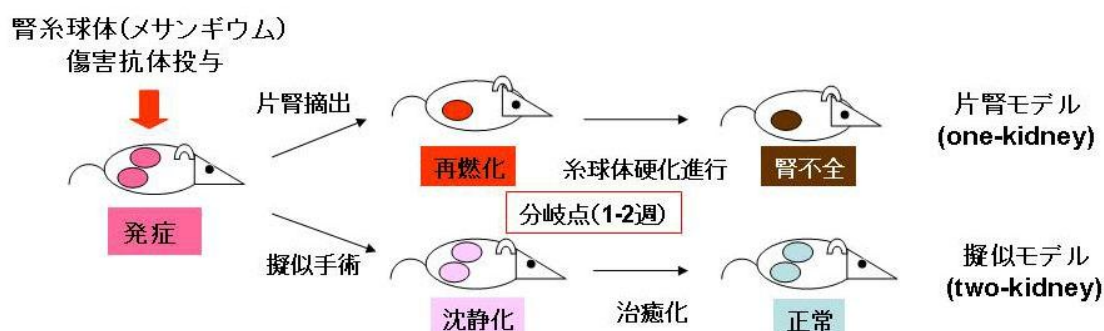 腎糸球体(メサンギウム)
傷害抗体投与
発症
片腎摘出
再燃化
糸球体硬化進行
腎不全
片腎モデル
(one-kidney)
分岐点(1-2週)
擬似手術
沈静化
治癒化
正常
擬似モデル
(two-kidney)